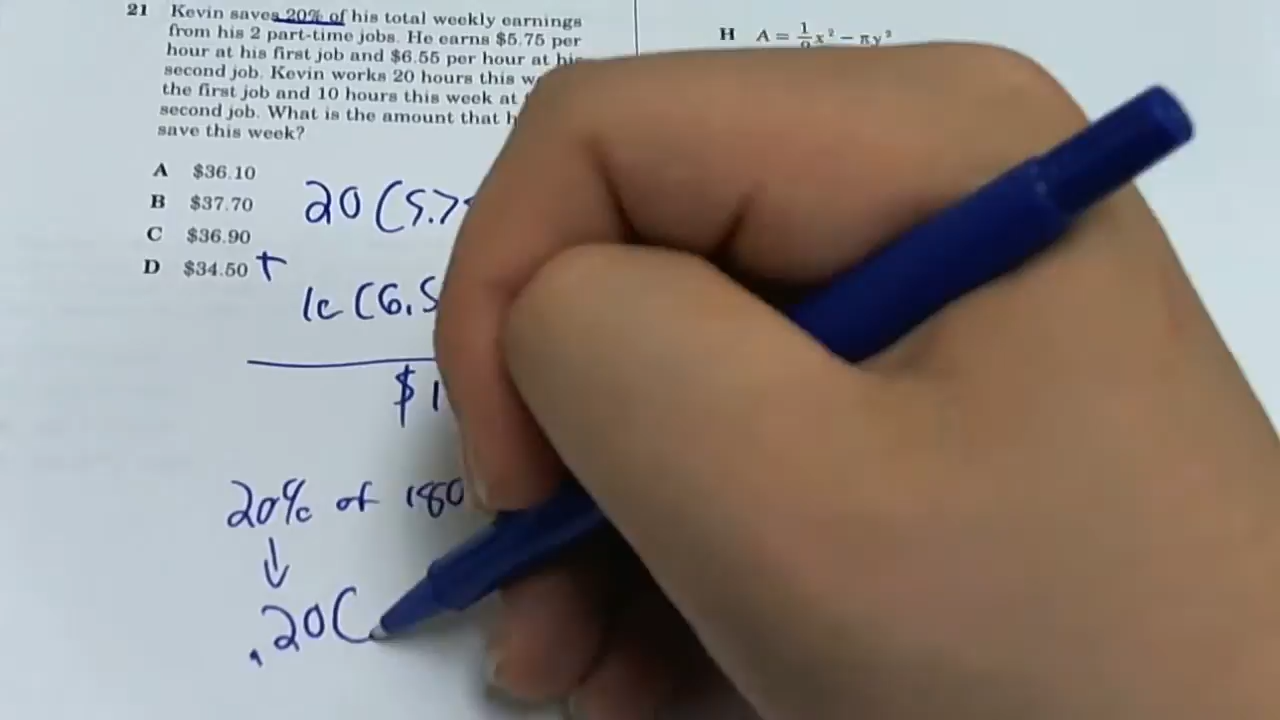 21 Kevin saves 20% of his total weekly earnings
from his 2 part-time jobs. He earns $5.75 per
hour at his first job and $6.55 per hour at his
second job. Kevin works 20 hours this
the first job and 10 hours this week at
second job. What is the amount that
save this week?
A $36.10
B $37.70
C $36.90
D $34.50
H A = x² − πy²
20 (5.7
+
(6.5
$1
20% of 180
.20(